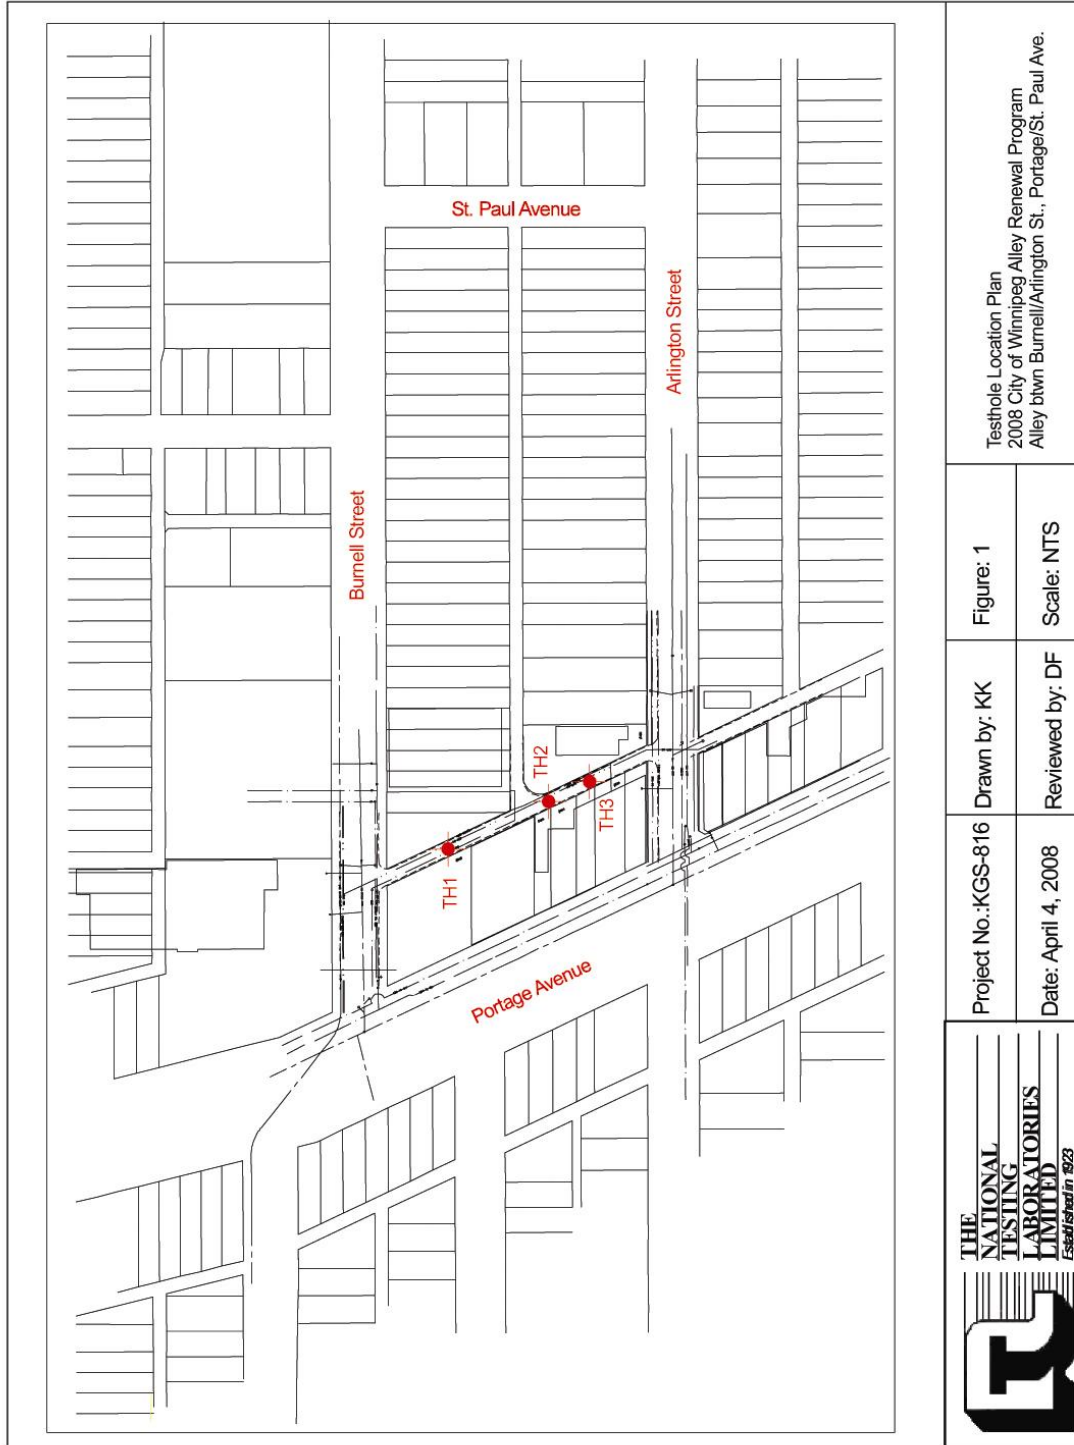 St. Paul Avenue
Arlington Street
Burnell Street
TH2
TH3
TH1
Portage Avenue
Testhole Location Plan
2008 City of Winnipeg Alley Renewal Program
Alley btwn Burnell/Arlington St., Portage/St. Paul Ave.
Figure: 1
Scale: NTS
Drawn by: KK
Reviewed by: DF
Project No.:KGS-816
Date: April 4, 2008
THE
NATIONAL
TESTING
LABORATORIES
LIMITED
Established in 1923